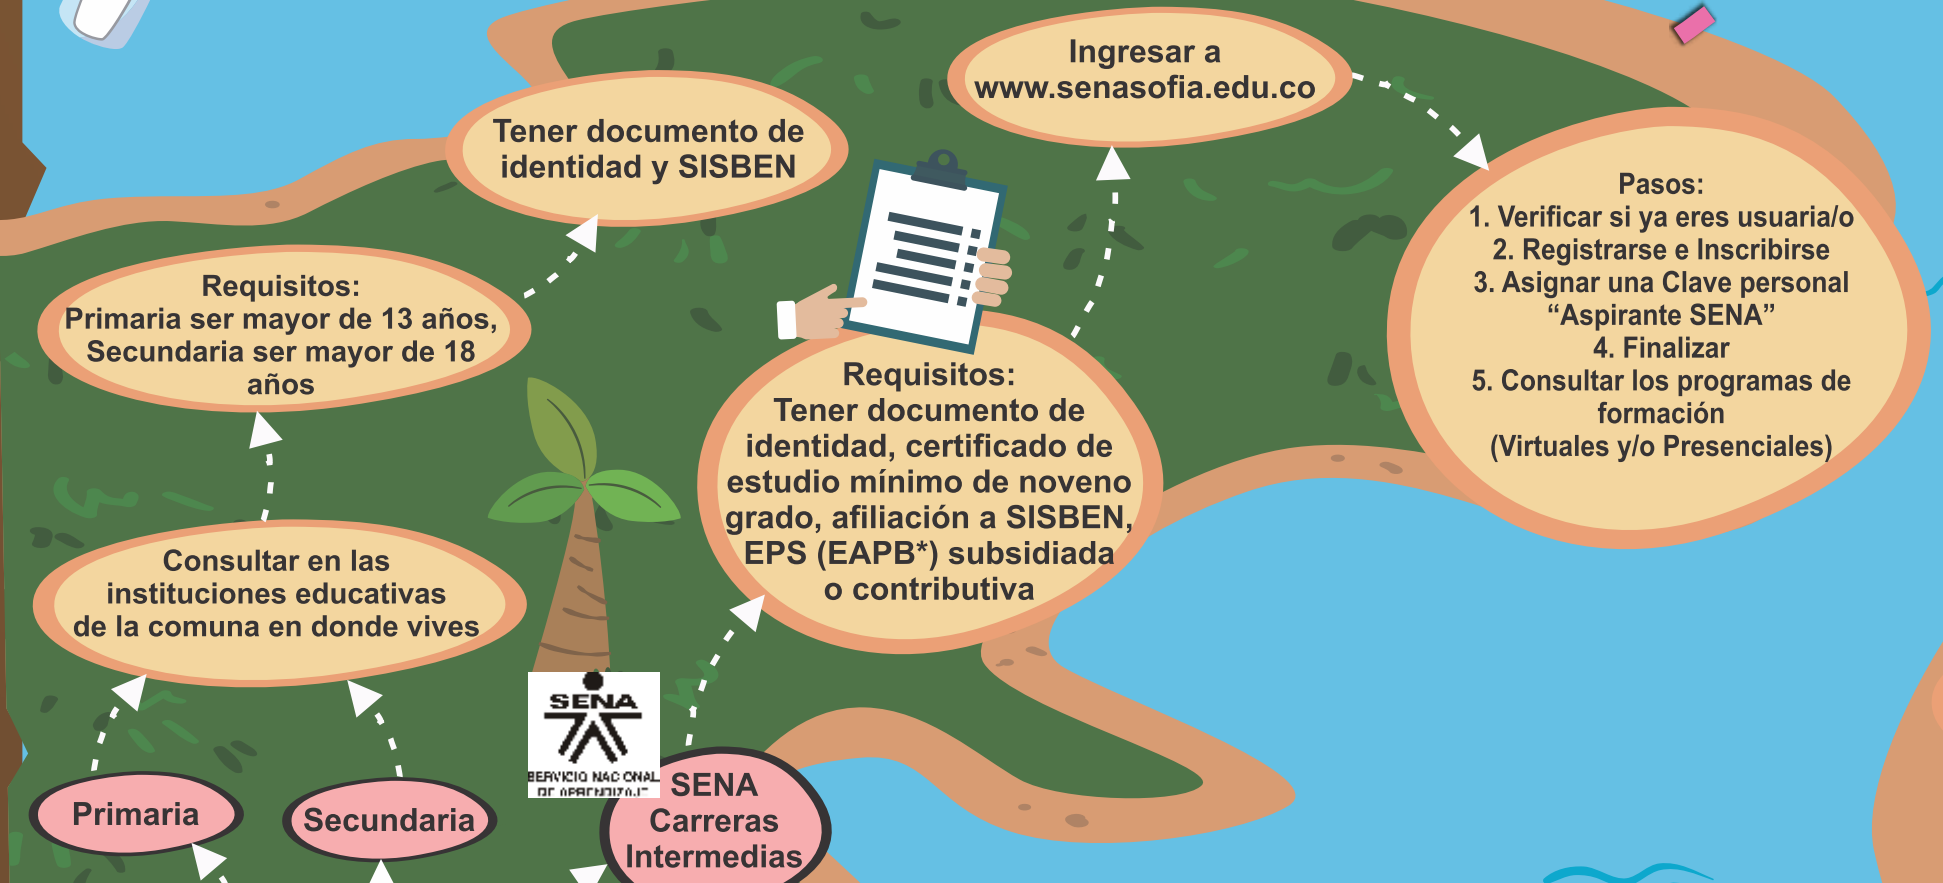 Ingresar a
www.senasofia.edu.co
Tener documento de
identidad y SISBEN
Pasos:
1. Verificar si ya eres usuaria/o
2. Registrarse e Inscribirse
3. Asignar una Clave personal
“Aspirante SENA”
4. Finalizar
5. Consultar los programas de
formación
(Virtuales y/o Presenciales)
Requisitos:
Primaria ser mayor de 13 años,
Secundaria ser mayor de 18
años
Requisitos:
Tener documento de
identidad, certificado de
estudio mínimo de noveno
grado, afiliación a SISBEN,
EPS (EAPB*) subsidiada
o contributiva
Consultar en las
instituciones educativas
de la comuna en donde vives
SENA
SERVICIO NACIONAL
DE APRENDIZAJE
Primaria
Secundaria
SENA
Carreras
Intermedias